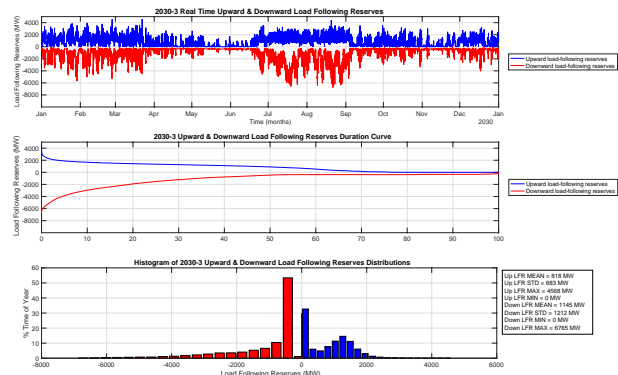 2030-3 Real Time Upward & Downward Load Following Reserves
Load Following Reserves (MW)
4000
2000
0
-2000
-4000
-6000
-8000
Jan Feb Mar Apr May Jun Jul Aug Sep Oct Nov Dec Jan
Time (months)
2030
Upward load-following reserves
Downward load-following reserves
2030-3 Upward & Downward Load Following Reserves Duration Curve
Load Following Reserves (MW)
4000
2000
0
-2000
-4000
-6000
-8000
0 10 20 30 40 50 60 70 80 90 100
Upward load-following reserves
Downward load-following reserves
Histogram of 2030-3 Upward & Downward Load Following Reserves Distributions
% Time of Year
60
50
40
30
20
10
0
-8000 -6000 -4000 -2000 0 2000 4000 6000
Load Following Reserves (MW)
Up LFR MEAN = 818 MW
Up LFR STD = 683 MW
Up LFR MAX = 4568 MW
Up LFR MIN = 0 MW
Down LFR MEAN = 1145 MW
Down LFR STD = 1212 MW
Down LFR MIN = 0 MW
Down LFR MAX = 6765 MW